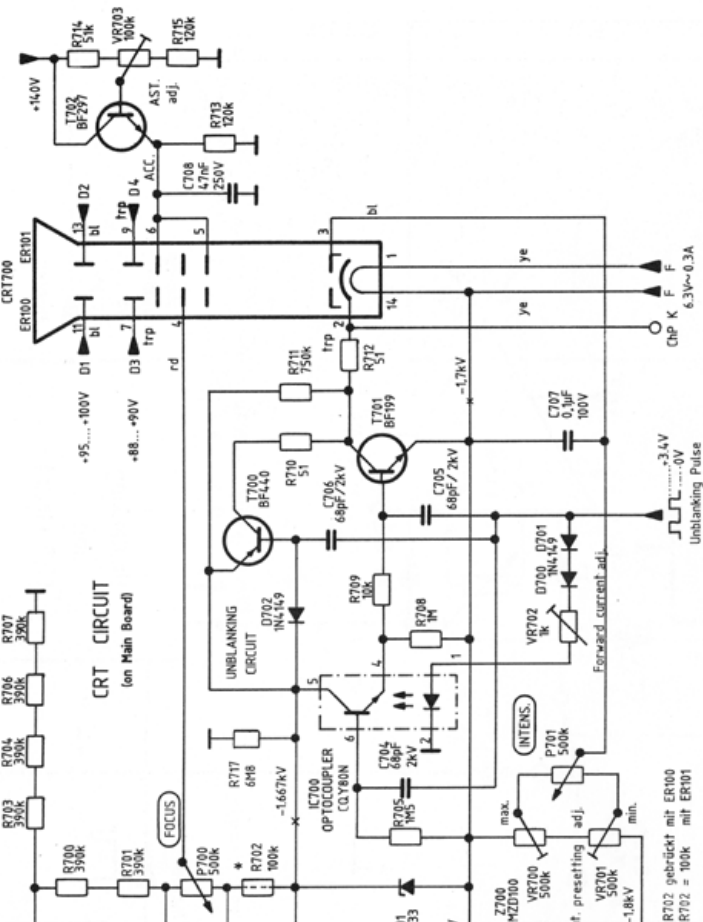 R714
51k
VR703
100k
R715
120k
+140V
T702
BF297
AST.
adj.
R713
120k
ACC.
C708
47nF
250V
CRT700
ER100
ER101
D2
13
bl
9
D4
trp
6
5
3
bl
11
bl
D1
+95....+100V
7
trp
D3
+88... +90V
4
rd
14
1
ye
ye
F
F
6.3V~0.3A
K
ChP
2
trp
R712
51
R711
750k
R710
51
T701
BF199
T700
BF440
C706
68pF/2kV
C705
68pF/2kV
-1,7kV
C707
0,1µF
100V
+3.4V
0V
Unblanking Pulse
D701
D700
1N4149
VR702
1k
Forward current adj.
R709
10k
R708
1M
D702
1N4149
UNBLANKING
CIRCUIT
CRT CIRCUIT
(on Main Board)
R707
390k
R706
390k
R704
390k
R703
390k
R700
390k
R701
390k
FOCUS
P700
500k
*
R702
100k
R717
6M8
-1.667kV
IC700
OPTOCOUPLER
CQY80N
5
4
6
1
2
C704
68pF
2kV
R705
1M5
INTENS.
P701
500k
max.
min.
Z700
MZD100
VR700
500k
t. presetting adj.
VR701
500k
-1,8kV
R702 gebrückt mit ER100
R702 = 100k mit ER101